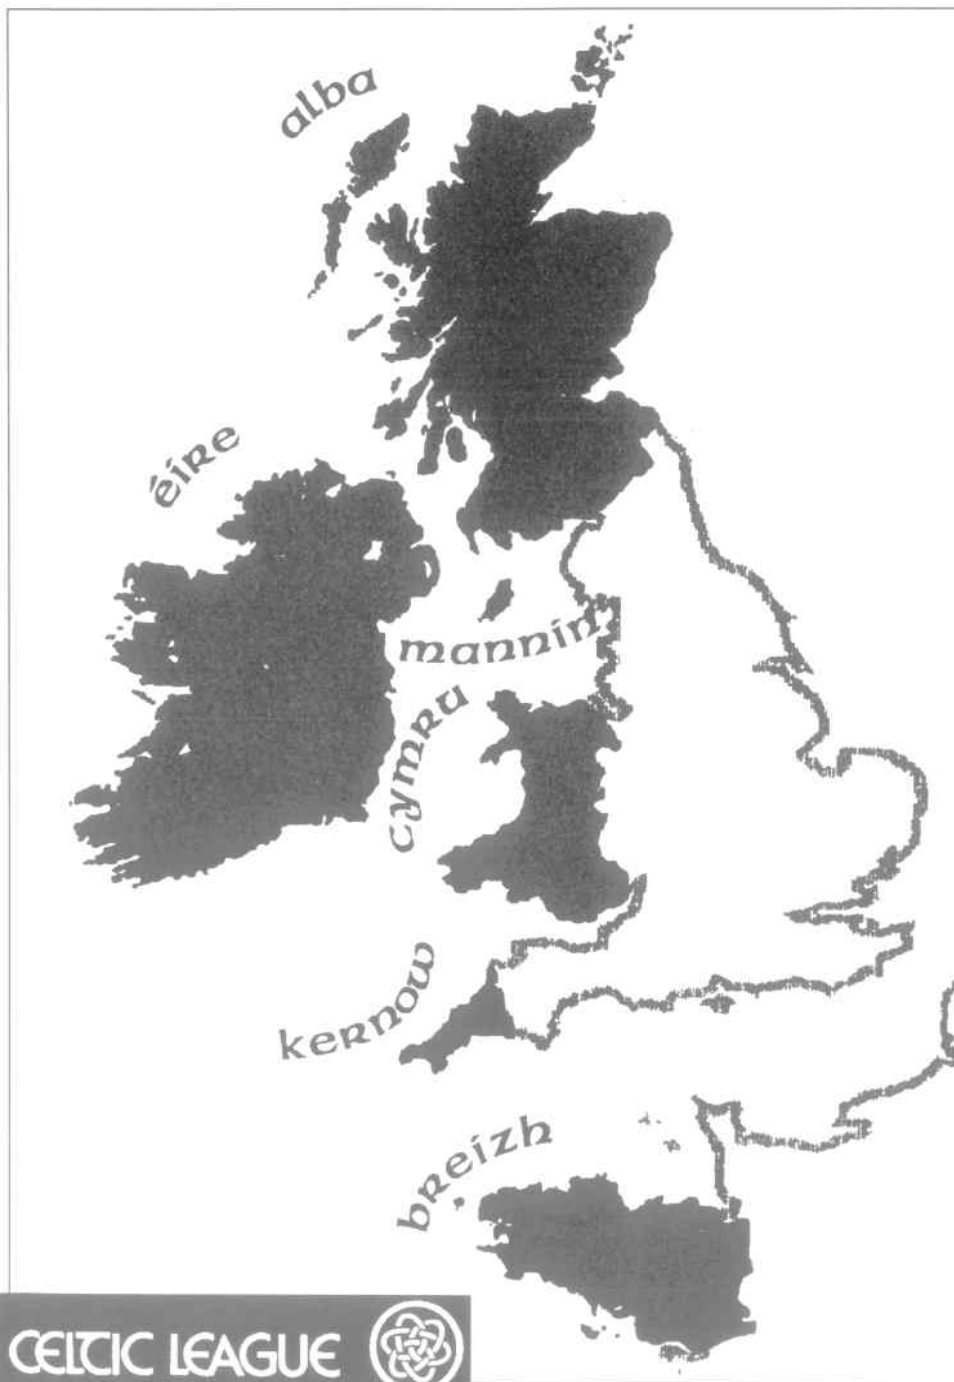 alba
éire
mannin
cymru
kernow
breizh
CELTIC LEAGUE